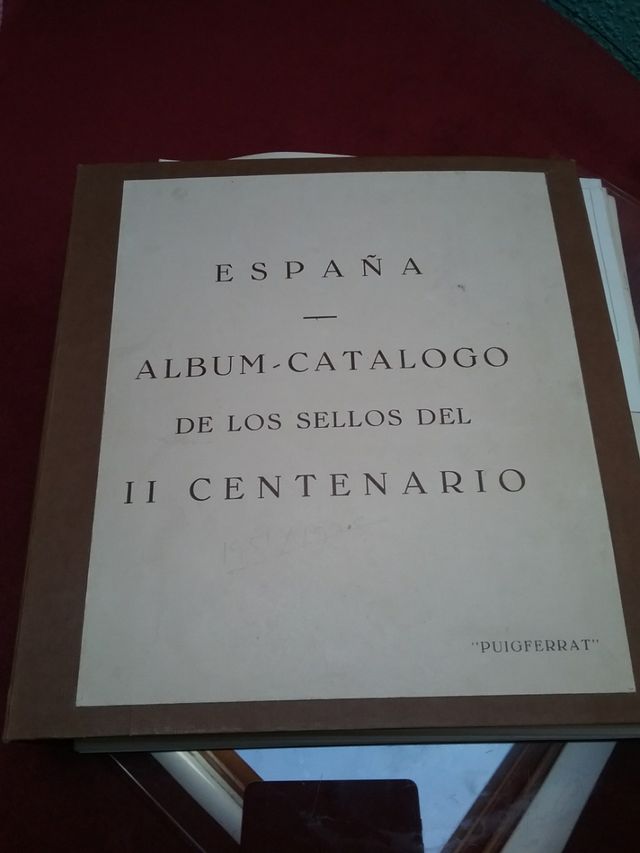 ESPAÑA
ALBUM-CATALOGO
DE LOS SELLOS DEL
II CENTENARIO
"PUIGFERRAT"